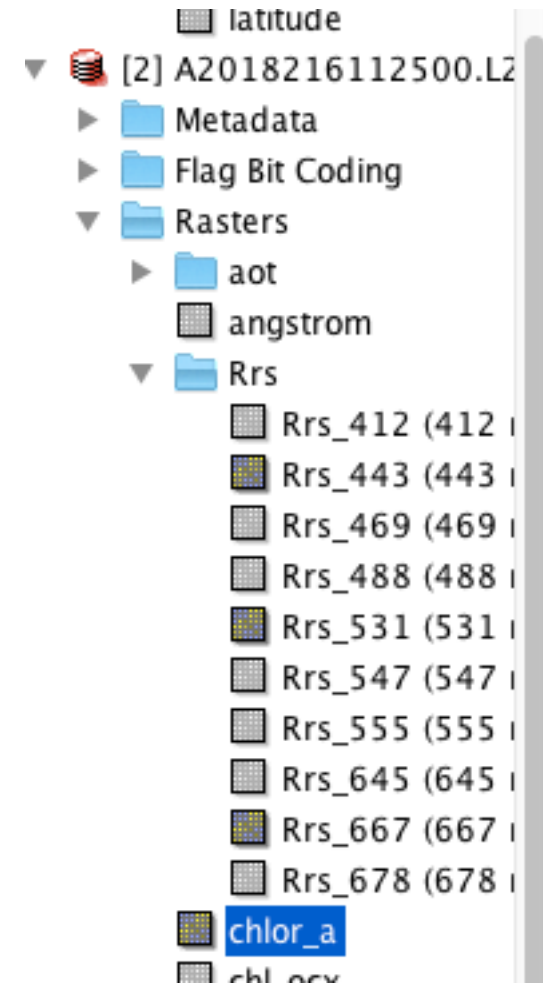 latitude
[2] A2018216112500.L2
Metadata
Flag Bit Coding
Rasters
aot
angstrom
Rrs
Rrs_412 (412
Rrs_443 (443
Rrs_469 (469
Rrs_488 (488
Rrs_531 (531
Rrs_547 (547
Rrs_555 (555
Rrs_645 (645
Rrs_667 (667
Rrs_678 (678
chlor_a
chl_ocx